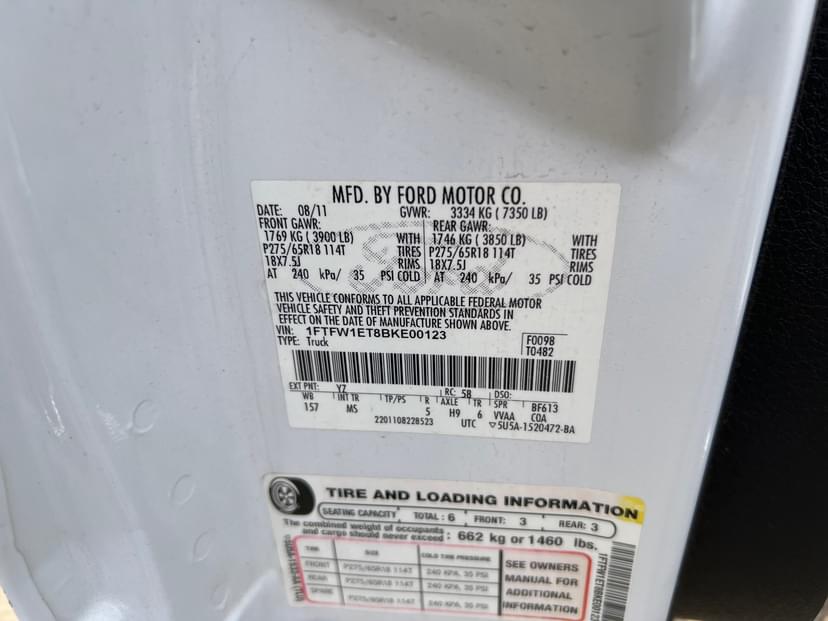 MFD. BY FORD MOTOR CO.
DATE: 08/11 GVWR: 3334 KG ( 7350 LB)
FRONT GAWR: REAR GAWR:
1769 KG ( 3900 LB) WITH 1746 KG ( 3850 LB) WITH
P275/65R18 114T TIRES P275/65R18 114T TIRES
18X7.5J RIMS 18X7.5J RIMS
AT 240 kPa/ 35 PSI COLD AT 240 kPa/ 35 PSI COLD
THIS VEHICLE CONFORMS TO ALL APPLICABLE FEDERAL MOTOR
VEHICLE SAFETY AND THEFT PREVENTION STANDARDS IN
EFFECT ON THE DATE OF MANUFACTURE SHOWN ABOVE.
VIN: 1FTFW1ET8BKE00123
TYPE: Truck
F0098
T0482
EXT PNT: YZ RC: 58 DSO:
WB INT TR TP/PS R AXLE TR SPR BF613
157 MS 5 H9 6 VVAA COA
2201108228523 UTC ▽5U5A-1520472-BA
TIRE AND LOADING INFORMATION
SEATING CAPACITY TOTAL : 6 FRONT: 3 REAR: 3
The combined weight of occupants
and cargo should never exceed : 662 kg or 1460 lbs.
TIRE SIZE COLD TIRE PRESSURE
FRONT P275/65R18 114T 240 KPA, 35 PSI
REAR P275/65R18 114T 240 KPA, 35 PSI
SPARE P275/65R18 114T 240 KPA, 35 PSI
SEE OWNERS
MANUAL FOR
ADDITIONAL
INFORMATION